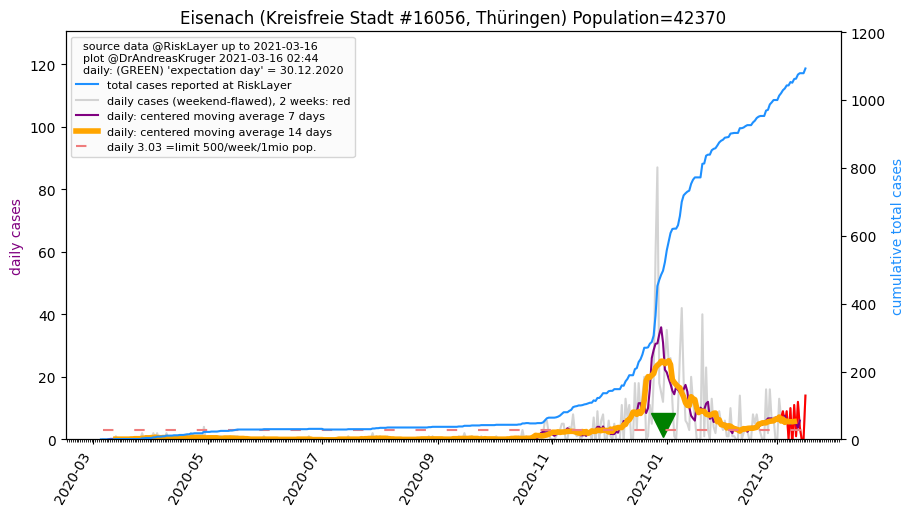 Eisenach (Kreisfreie Stadt #16056, Thüringen) Population=42370
source data @RiskLayer up to 2021-03-16
plot @DrAndreasKruger 2021-03-16 02:44
daily: (GREEN) 'expectation day' = 30.12.2020
total cases reported at RiskLayer
daily cases (weekend-flawed), 2 weeks: red
daily: centered moving average 7 days
daily: centered moving average 14 days
daily 3.03 =limit 500/week/1mio pop.
daily cases
120
100
80
60
40
20
0
cumulative total cases
1200
1000
800
600
400
200
0
2020-03
2020-05
2020-07
2020-09
2020-11
2021-01
2021-03